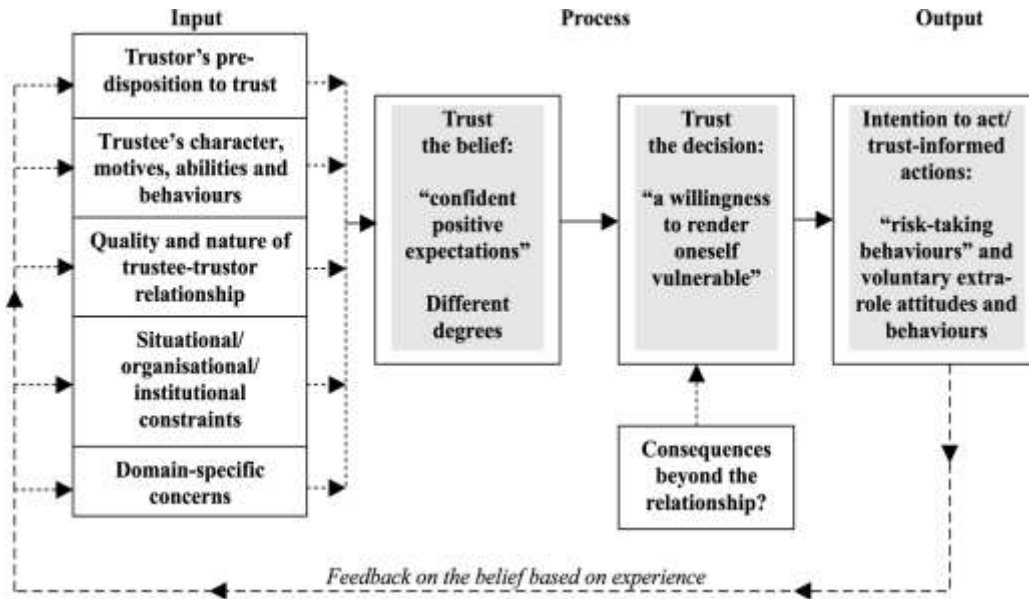 Input
Process
Output
Trustor's pre-
disposition to trust
Trustee's character,
motives, abilities and
behaviours
Quality and nature of
trustee-trustor
relationship
Situational/
organisational/
institutional
constraints
Domain-specific
concerns
Trust
the belief:
“confident
positive
expectations”
Different
degrees
Trust
the decision:
“a willingness
to render
oneself
vulnerable”
Consequences
beyond the
relationship?
Intention to act/
trust-informed
actions:
“risk-taking
behaviours” and
voluntary extra-
role attitudes and
behaviours
Feedback on the belief based on experience